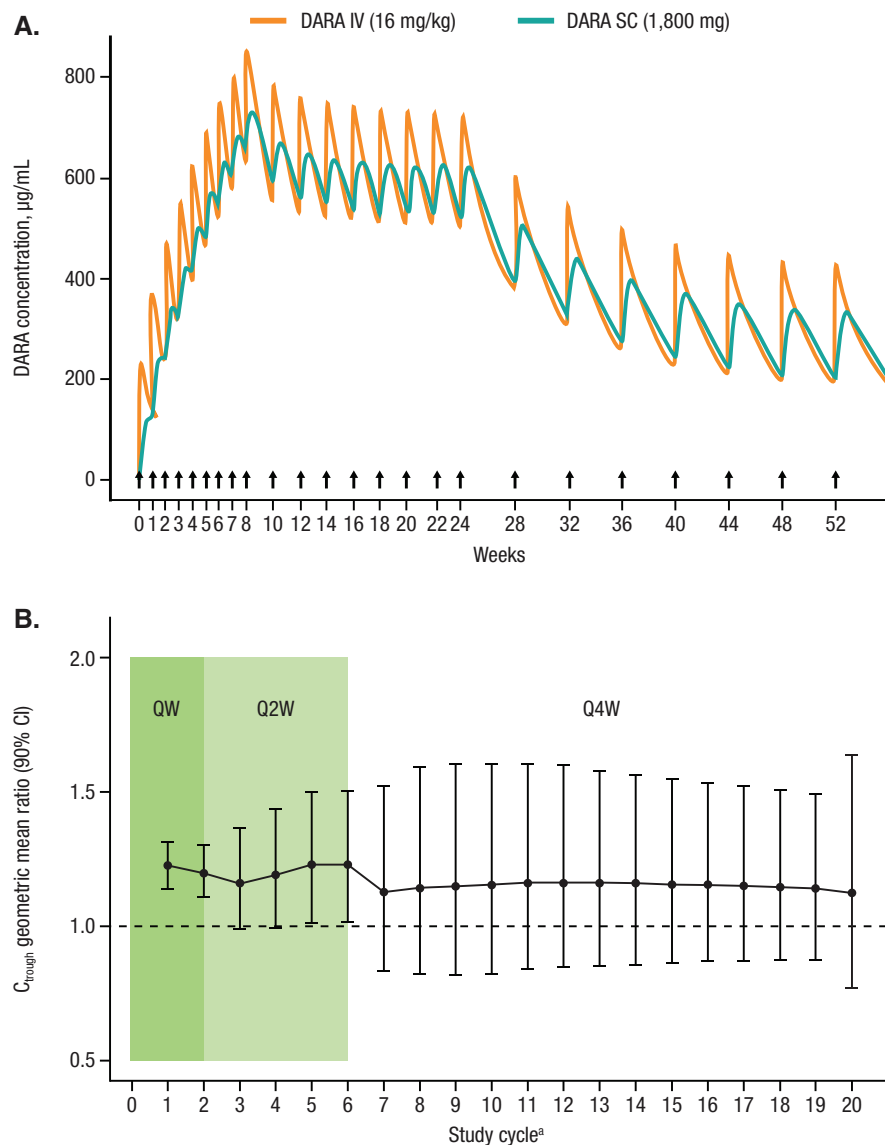 A.
DARA IV (16 mg/kg) DARA SC (1,800 mg)
DARA concentration, µg/mL
800
600
400
200
0
0 1 2 3 4 5 6 7 8 10 12 14 16 18 20 22 24 28 32 36 40 44 48 52
Weeks
B.
C_trough geometric mean ratio (90% CI)
2.0
1.5
1.0
0.5
QW Q2W Q4W
0 1 2 3 4 5 6 7 8 9 10 11 12 13 14 15 16 17 18 19 20
Study cycleᵃ